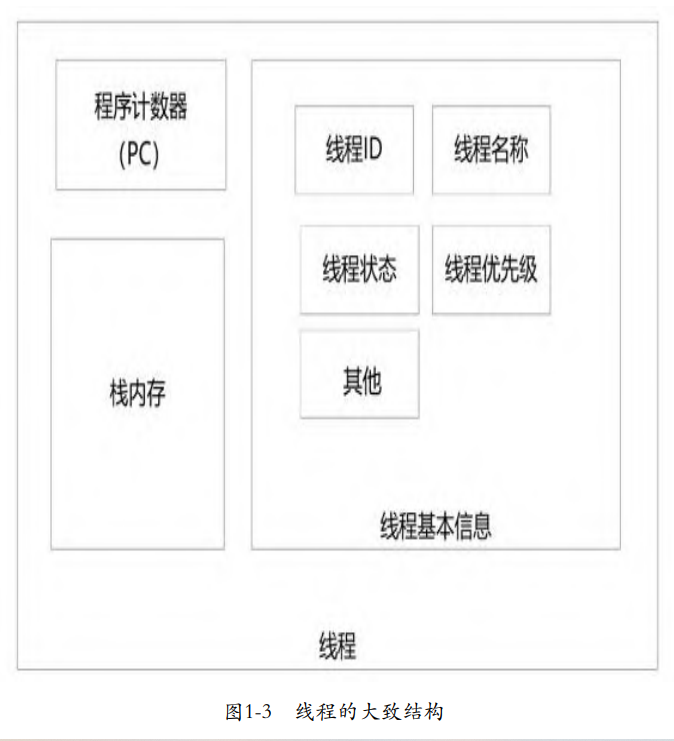 程序计数器
(PC)
线程ID
线程名称
线程状态
线程优先级
栈内存
其他
线程基本信息
线程
图1-3 线程的大致结构